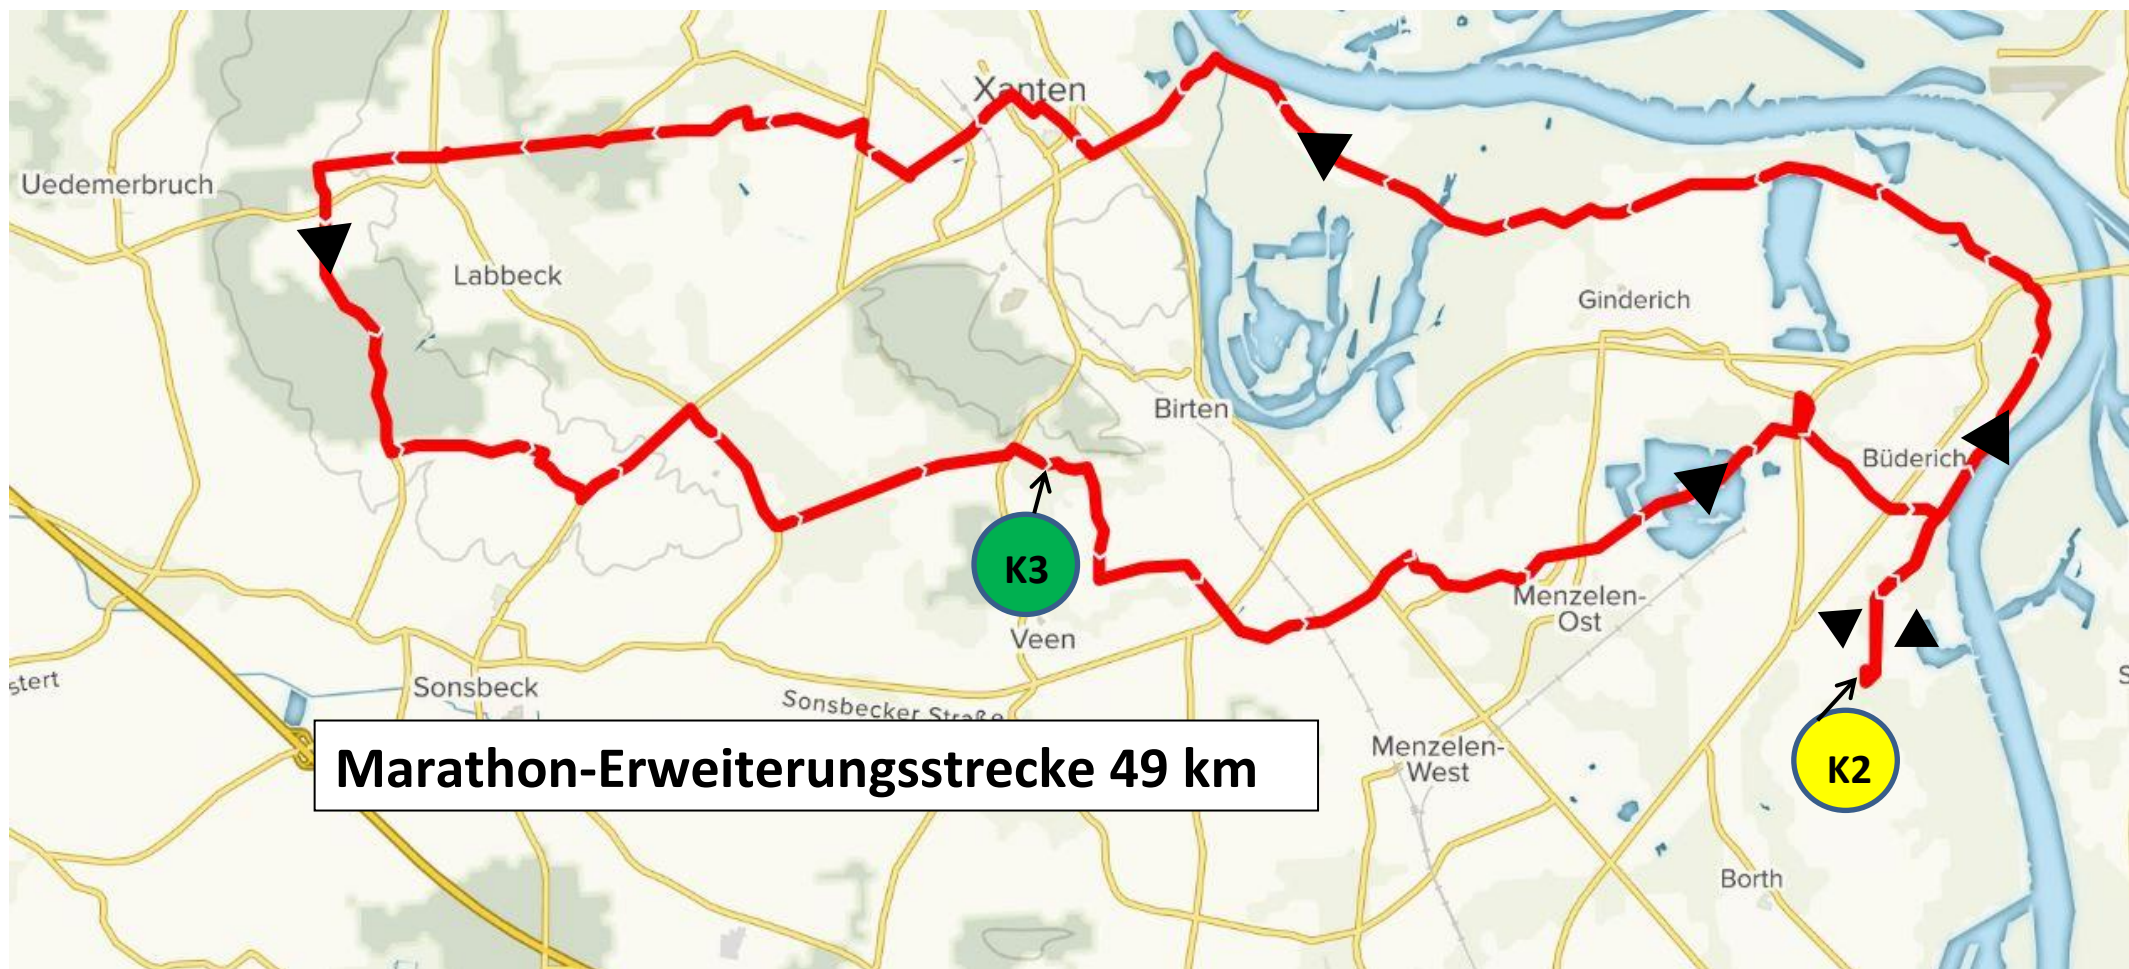 Xanten
Uedemerbruch
Labbeck
Ginderich
Birten
Büderich
K3
Menzelen-
Ost
Veen
stert
Sonsbeck
Sonsbecker Straße
K2
Menzelen-
West
Marathon-Erweiterungsstrecke 49 km
Borth
S